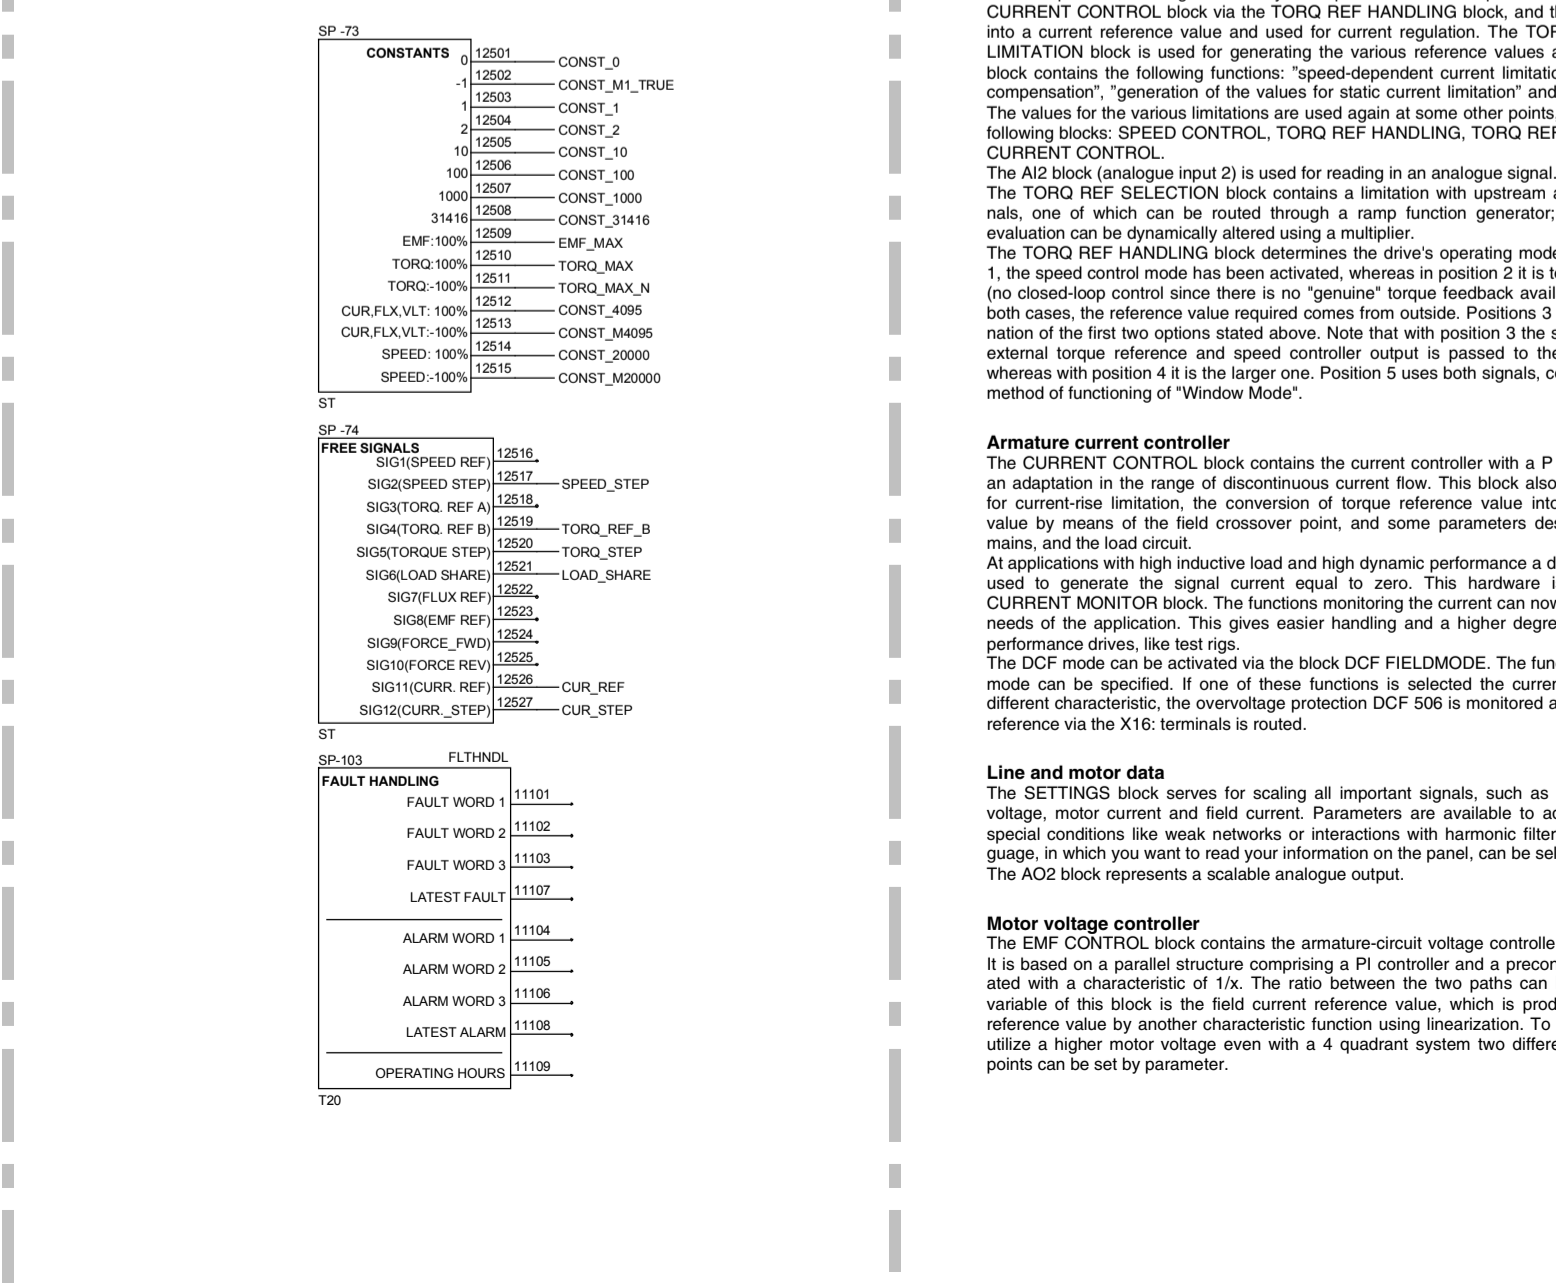 SP -73
CONSTANTS
0 12501 CONST_0
-1 12502 CONST_M1_TRUE
1 12503 CONST_1
2 12504 CONST_2
10 12505 CONST_10
100 12506 CONST_100
1000 12507 CONST_1000
31416 12508 CONST_31416
EMF:100% 12509 EMF_MAX
TORQ:100% 12510 TORQ_MAX
TORQ:-100% 12511 TORQ_MAX_N
CUR,FLX,VLT: 100% 12512 CONST_4095
CUR,FLX,VLT:-100% 12513 CONST_M4095
SPEED: 100% 12514 CONST_20000
SPEED:-100% 12515 CONST_M20000
ST
SP -74
FREE SIGNALS
SIG1(SPEED REF) 12516
SIG2(SPEED STEP) 12517 SPEED_STEP
SIG3(TORQ. REF A) 12518
SIG4(TORQ. REF B) 12519 TORQ_REF_B
SIG5(TORQUE STEP) 12520 TORQ_STEP
SIG6(LOAD SHARE) 12521 LOAD_SHARE
SIG7(FLUX REF) 12522
SIG8(EMF REF) 12523
SIG9(FORCE_FWD) 12524
SIG10(FORCE REV) 12525
SIG11(CURR. REF) 12526 CUR_REF
SIG12(CURR._STEP) 12527 CUR_STEP
ST
SP-103 FLTHNDL
FAULT HANDLING
FAULT WORD 1 11101
FAULT WORD 2 11102
FAULT WORD 3 11103
LATEST FAULT 11107
ALARM WORD 1 11104
ALARM WORD 2 11105
ALARM WORD 3 11106
LATEST ALARM 11108
OPERATING HOURS 11109
T20
CURRENT CONTROL block via the TORQ REF HANDLING block, and
into a current reference value and used for current regulation. The
LIMITATION block is used for generating the various reference values
block contains the following functions: ”speed-dependent current
compensation”, ”generation of the values for static current limitation” and
The values for the various limitations are used again at some other points
following blocks: SPEED CONTROL, TORQ REF HANDLING, TORQ REF
CURRENT CONTROL.
The AI2 block (analogue input 2) is used for reading in an analogue signal.
The TORQ REF SELECTION block contains a limitation with upstream
nals, one of which can be routed through a ramp function generator;
evaluation can be dynamically altered using a multiplier.
The TORQ REF HANDLING block determines the drive's operating mode
1, the speed control mode has been activated, whereas in position 2 it is
(no closed-loop control since there is no "genuine" torque feedback
both cases, the reference value required comes from outside. Positions 3
nation of the first two options stated above. Note that with position 3 the
external torque reference and speed controller output is passed to the
whereas with position 4 it is the larger one. Position 5 uses both signals,
method of functioning of "Window Mode".
Armature current controller
The CURRENT CONTROL block contains the current controller with a P
an adaptation in the range of discontinuous current flow. This block also
for current-rise limitation, the conversion of torque reference value into
value by means of the field crossover point, and some parameters
mains, and the load circuit.
At applications with high inductive load and high dynamic performance a
used to generate the signal current equal to zero. This hardware
CURRENT MONITOR block. The functions monitoring the current can now
needs of the application. This gives easier handling and a higher degree
performance drives, like test rigs.
The DCF mode can be activated via the block DCF FIELDMODE. The
mode can be specified. If one of these functions is selected the
different characteristic, the overvoltage protection DCF 506 is monitored
reference via the X16: terminals is routed.
Line and motor data
The SETTINGS block serves for scaling all important signals, such as
voltage, motor current and field current. Parameters are available to
special conditions like weak networks or interactions with harmonic
guage, in which you want to read your information on the panel, can be
The AO2 block represents a scalable analogue output.
Motor voltage controller
The EMF CONTROL block contains the armature-circuit voltage
It is based on a parallel structure comprising a PI controller and a
ated with a characteristic of 1/x. The ratio between the two paths can
variable of this block is the field current reference value, which is
reference value by another characteristic function using linearization. To
utilize a higher motor voltage even with a 4 quadrant system two
points can be set by parameter.